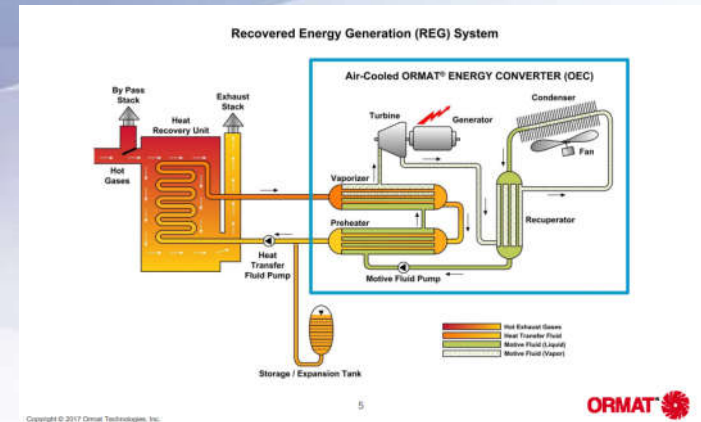 Recovered Energy Generation (REG) System
Air-Cooled ORMAT® ENERGY CONVERTER (OEC)
By Pass
Stack
Exhaust
Stack
Heat
Recovery Unit
Hot
Gases
Turbine
Generator
Condenser
Fan
Vaporizer
Preheater
Recuperator
Heat
Transfer
Fluid Pump
Motive Fluid Pump
Storage / Expansion Tank
Hot Exhaust Gases
Heat Transfer Fluid
Motive Fluid (Liquid)
Motive Fluid (Vapor)
5
ORMAT
Copyright © 2017 Ormat Technologies, Inc.